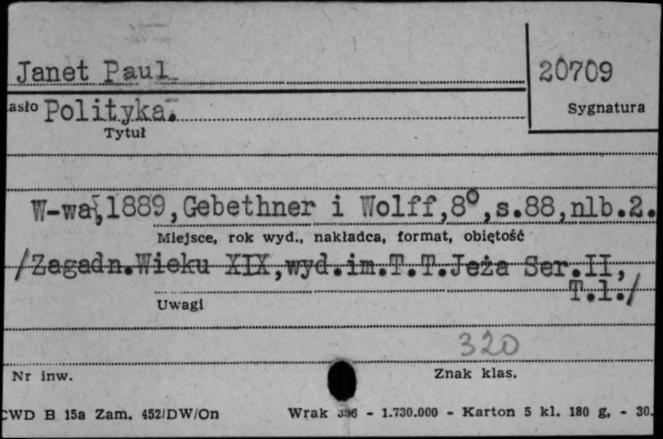 Janet Paul
20709
asło Polityka.
Sygnatura
Tytuł
W-wa, 1889, Gebethner i Wolff, 8°, s.88, nlb.2.
Miejsce, rok wyd., nakładca, format, objętość
/Zagadn. Wieku XIX, wyd. im. T. T. Jeża Ser. II,
T.1./
Uwagi
320
Nr inw.
Znak klas.
CWD B 15a Zam. 452/DW/On Wrak - 1.730.000 - Karton 5 kl. 180 g. - 30.